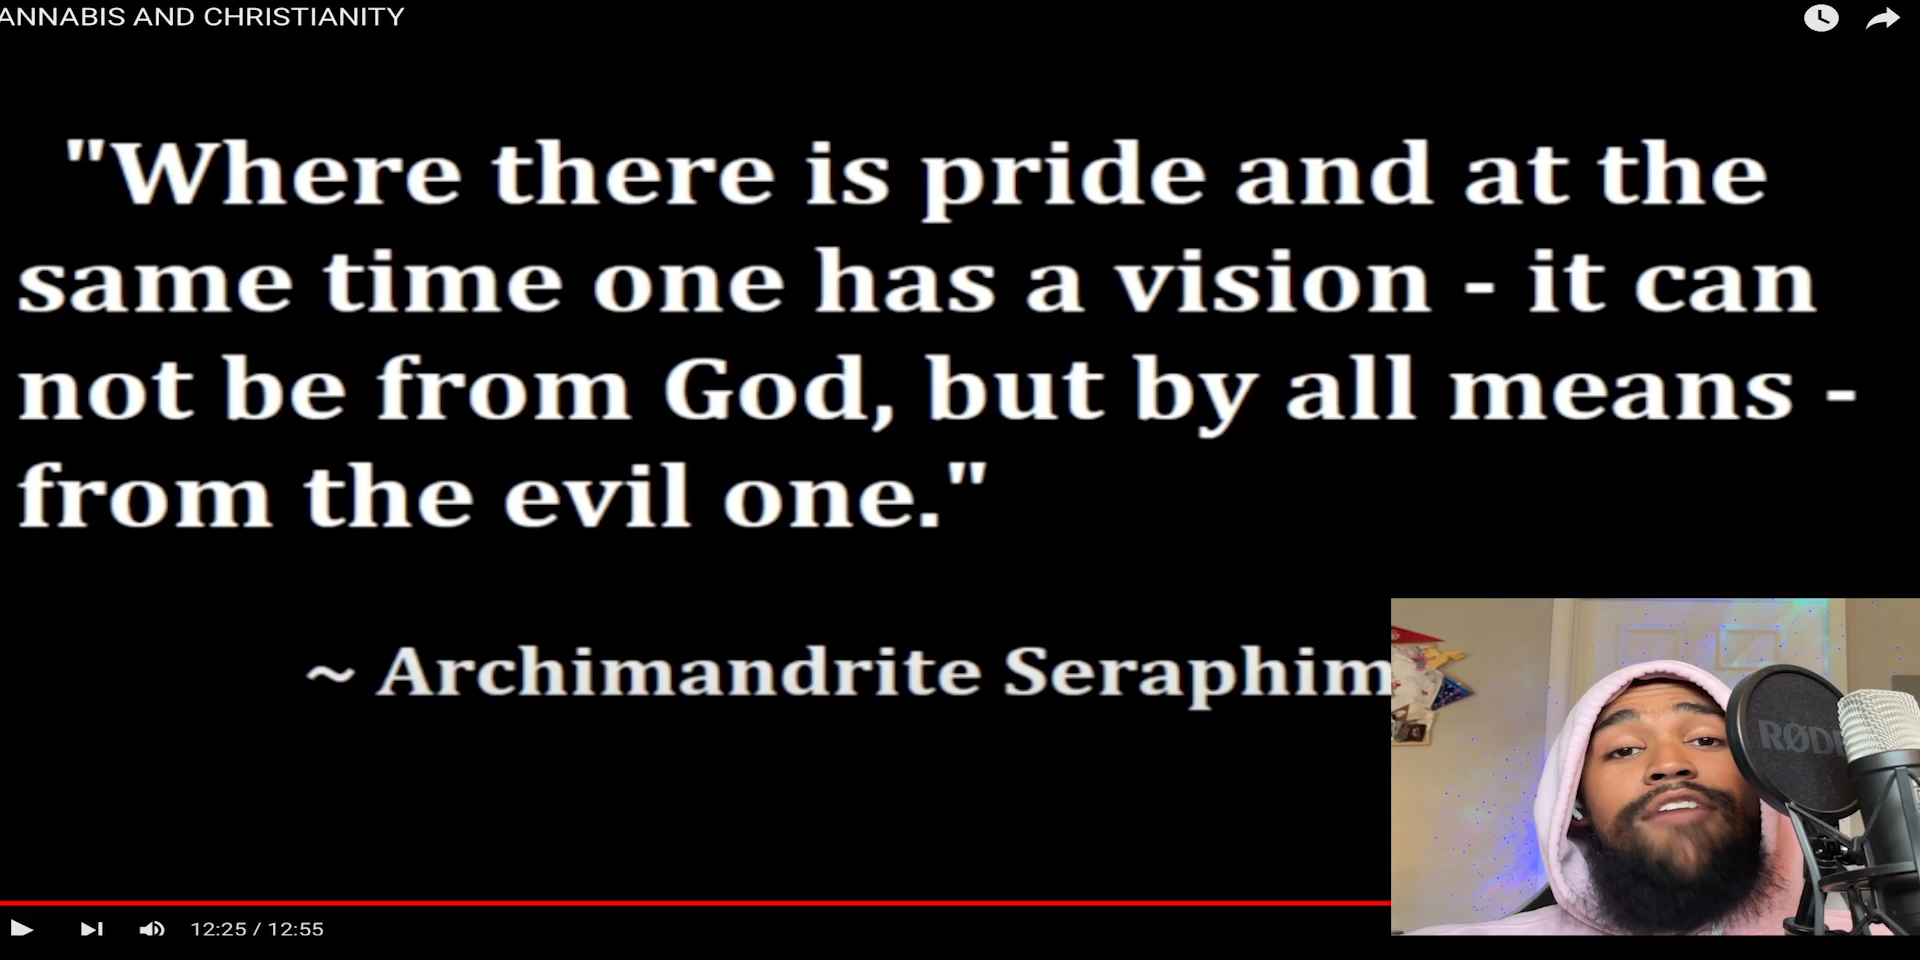 ANNABIS AND CHRISTIANITY
"Where there is pride and at the
same time one has a vision - it can
not be from God, but by all means -
from the evil one."
~ Archimandrite Seraphim
RØDE
12:25 / 12:55